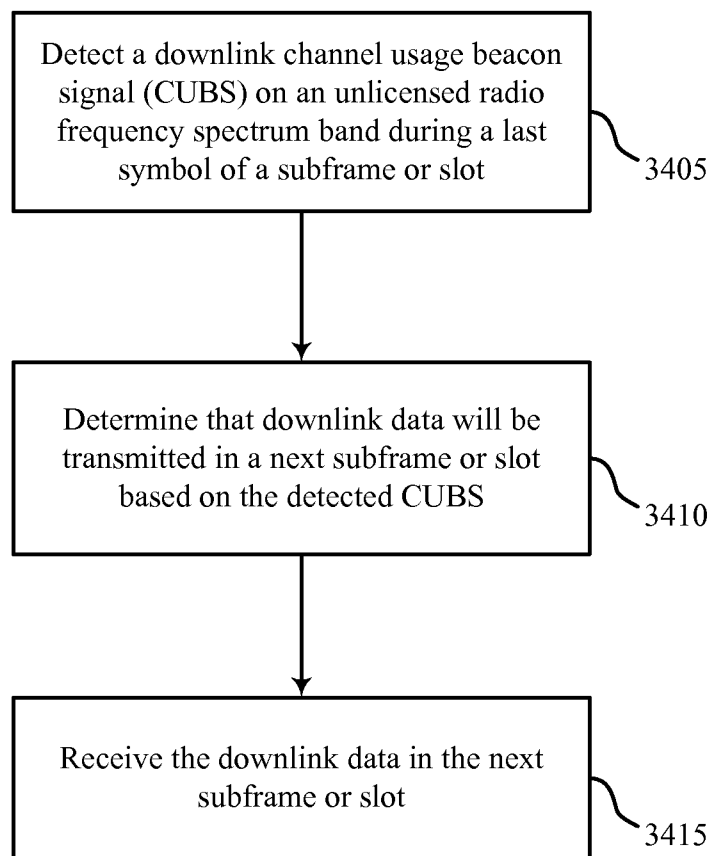 Detect a downlink channel usage beacon
signal (CUBS) on an unlicensed radio
frequency spectrum band during a last
symbol of a subframe or slot
3405
Determine that downlink data will be
transmitted in a next subframe or slot
based on the detected CUBS
3410
Receive the downlink data in the next
subframe or slot
3415